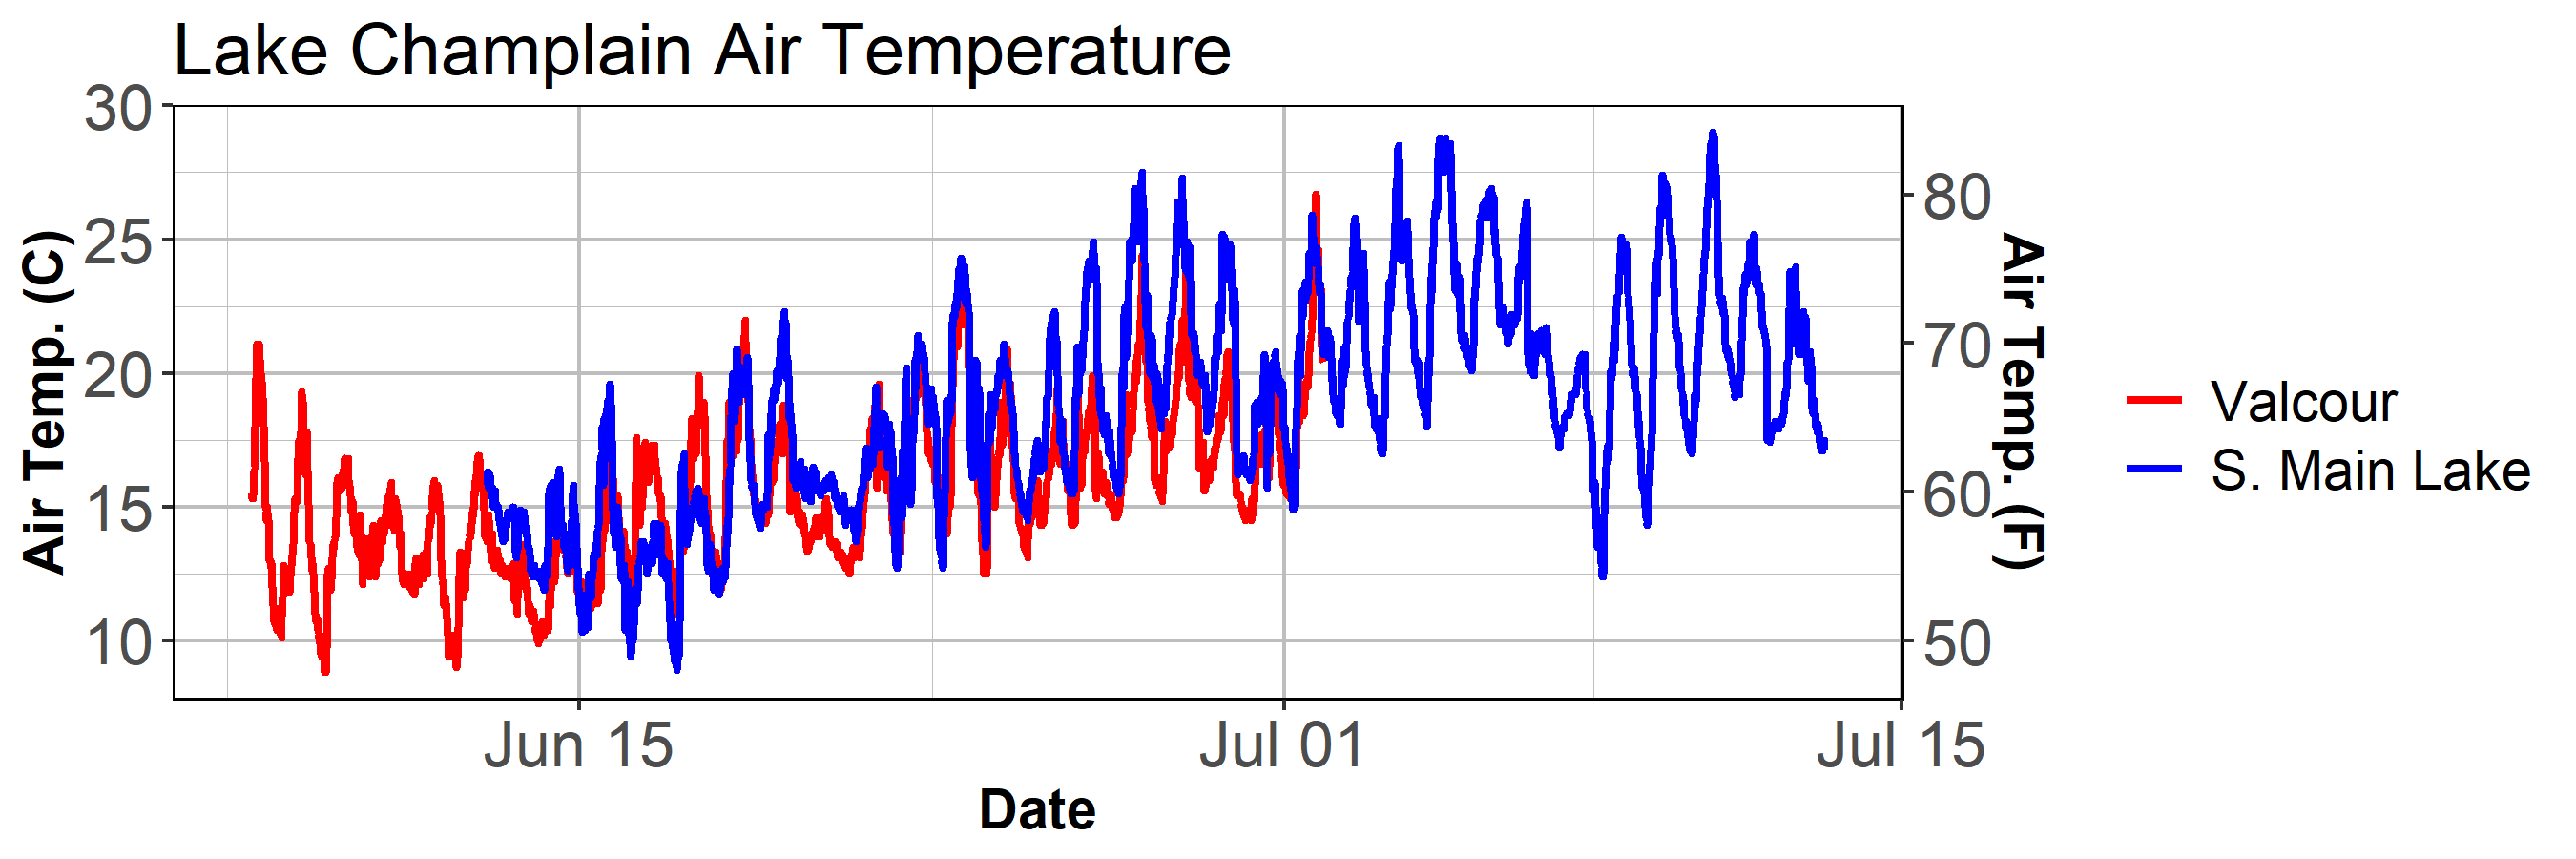 Lake Champlain Air Temperature
30
25
20
15
10
Air Temp. (C)
80
70
60
50
Air Temp. (F)
Jun 15
Jul 01
Jul 15
Date
Valcour
S. Main Lake